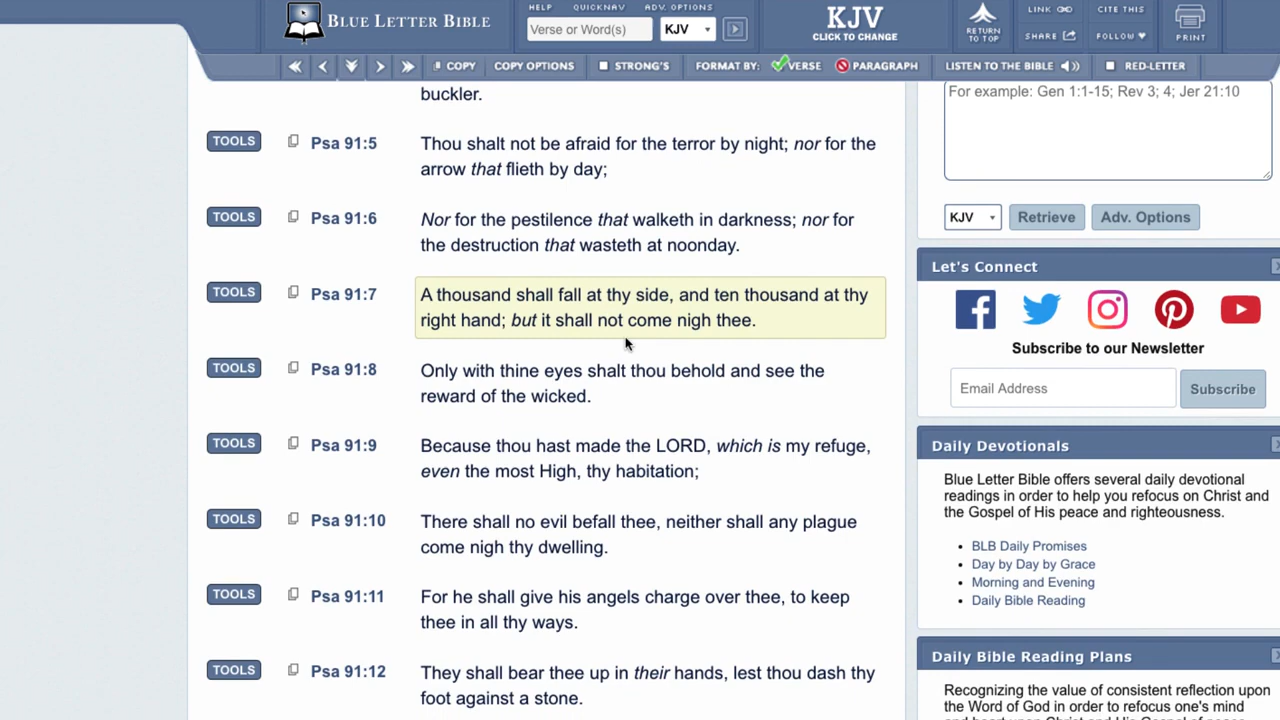 BLUE LETTER BIBLE
HELP QUICKNAV ADV. OPTIONS
Verse or Word(s) KJV
KJV
CLICK TO CHANGE
RETURN
TO TOP
LINK
SHARE
CITE THIS
FOLLOW
PRINT
COPY COPY OPTIONS STRONG'S FORMAT BY: VERSE PARAGRAPH LISTEN TO THE BIBLE RED-LETTER
buckler.
TOOLS Psa 91:5 Thou shalt not be afraid for the terror by night; nor for the
arrow that flieth by day;
TOOLS Psa 91:6 Nor for the pestilence that walketh in darkness; nor for
the destruction that wasteth at noonday.
TOOLS Psa 91:7 A thousand shall fall at thy side, and ten thousand at thy
right hand; but it shall not come nigh thee.
TOOLS Psa 91:8 Only with thine eyes shalt thou behold and see the
reward of the wicked.
TOOLS Psa 91:9 Because thou hast made the LORD, which is my refuge,
even the most High, thy habitation;
TOOLS Psa 91:10 There shall no evil befall thee, neither shall any plague
come nigh thy dwelling.
TOOLS Psa 91:11 For he shall give his angels charge over thee, to keep
thee in all thy ways.
TOOLS Psa 91:12 They shall bear thee up in their hands, lest thou dash thy
foot against a stone.
For example: Gen 1:1-15; Rev 3; 4; Jer 21:10
KJV Retrieve Adv. Options
Let's Connect
Subscribe to our Newsletter
Email Address Subscribe
Daily Devotionals
Blue Letter Bible offers several daily devotional
readings in order to help you refocus on Christ and
the Gospel of His peace and righteousness.
• BLB Daily Promises
• Day by Day by Grace
• Morning and Evening
• Daily Bible Reading
Daily Bible Reading Plans
Recognizing the value of consistent reflection upon
the Word of God in order to refocus one's mind
and heart upon Christ and His Gospel of peace